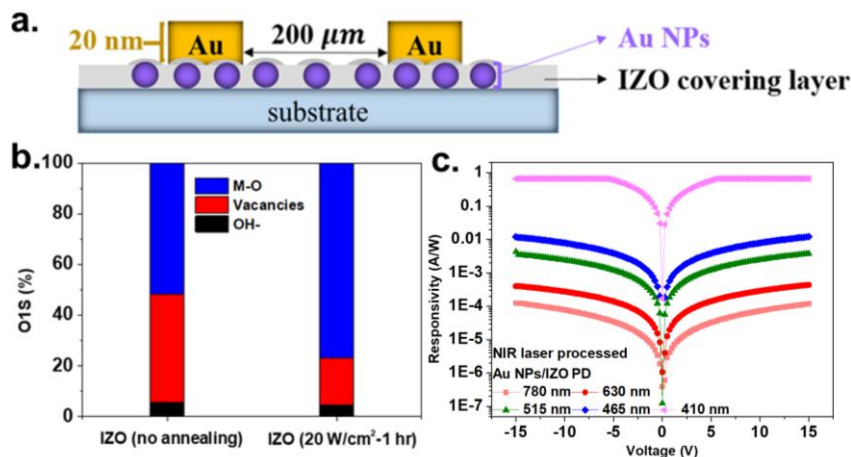 a.
20 nm
Au
200 μm
Au
Au NPs
IZO covering layer
substrate
b.
100
80
60
40
20
0
O1S (%)
M-O
Vacancies
OH-
IZO (no annealing)
IZO (20 W/cm²-1 hr)
c.
1
0.1
0.01
1E-3
1E-4
1E-5
1E-6
1E-7
Responsivity (A/W)
NIR laser processed
Au NPs/IZO PD
780 nm 630 nm
515 nm 465 nm 410 nm
-15 -10 -5 0 5 10 15
Voltage (V)